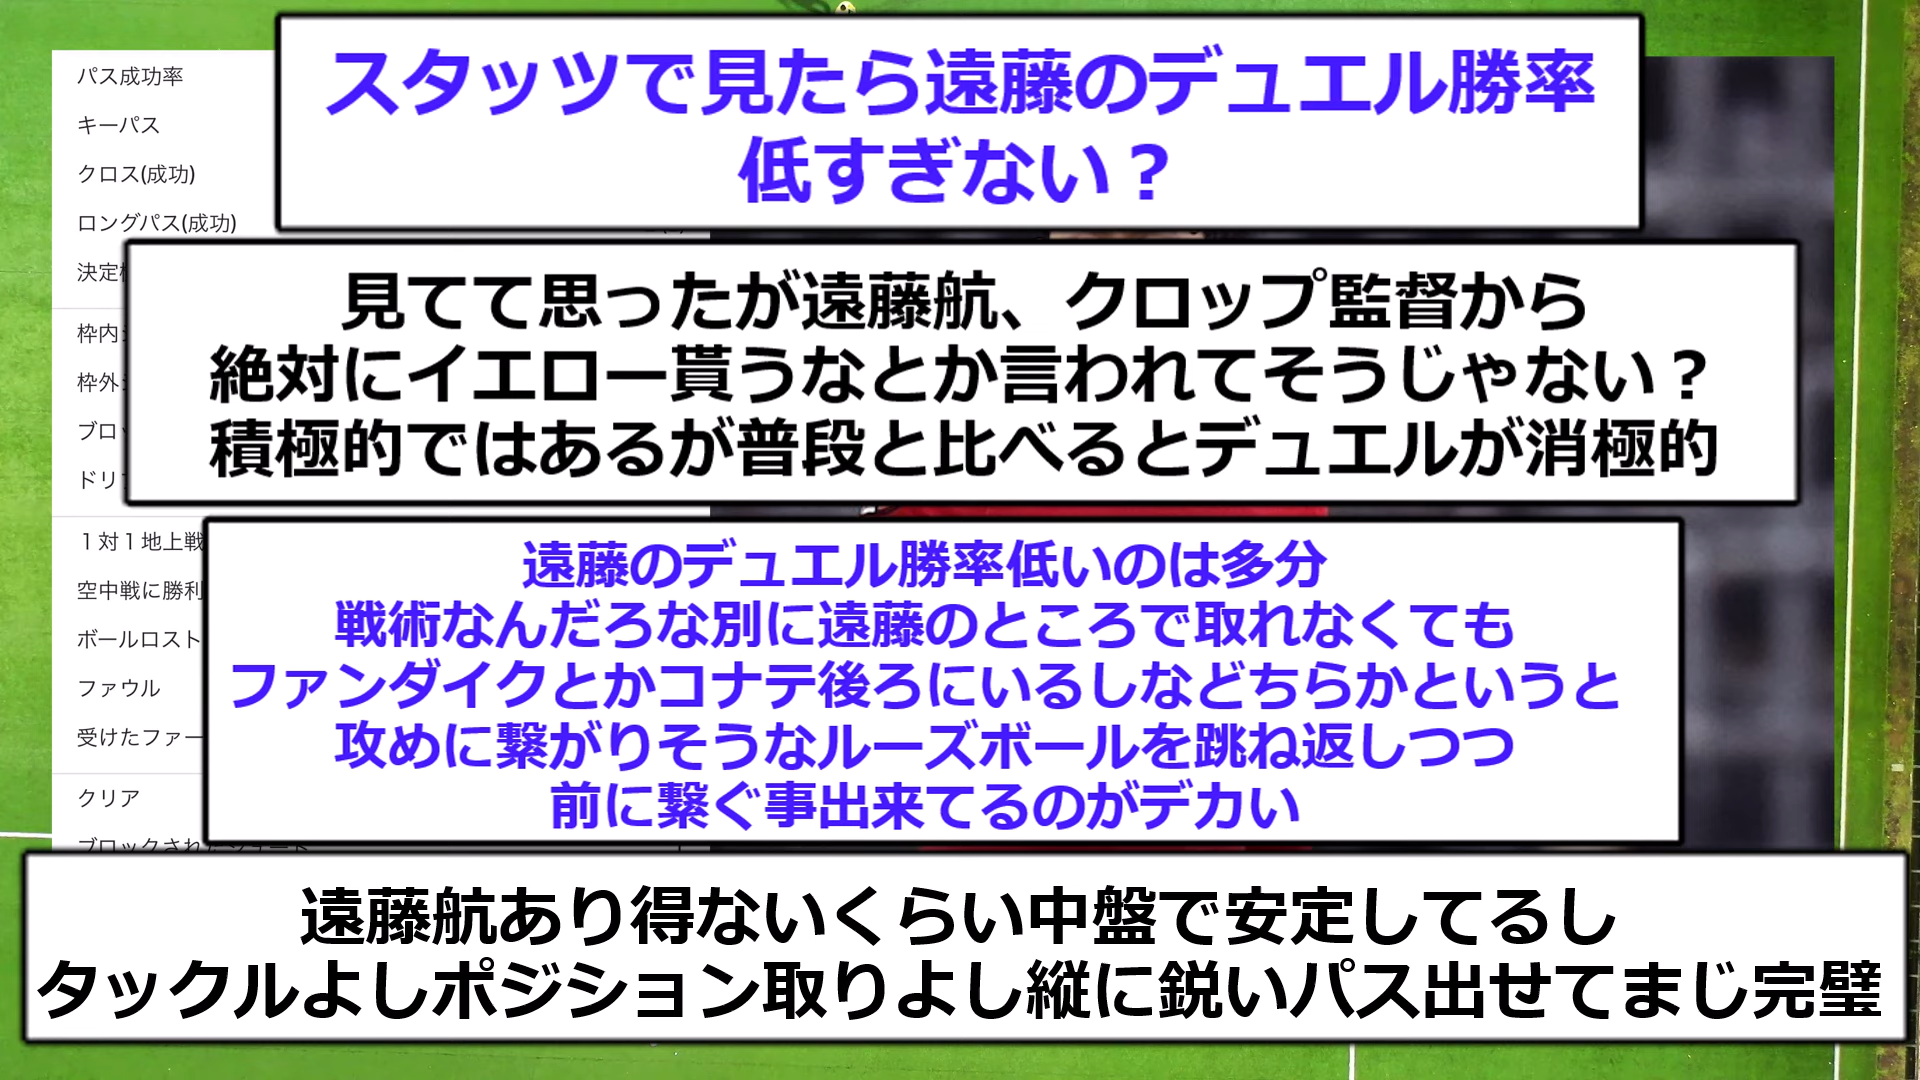 スタッツで見たら遠藤のデュエル勝率
低すぎない？
見てて思ったが遠藤航、クロップ監督から
絶対にイエロー貰うなとか言われてそうじゃない？
積極的ではあるが普段と比べるとデュエルが消極的
遠藤のデュエル勝率低いのは多分
戦術なんだろな別に遠藤のところで取れなくても
ファンダイクとかコナテ後ろにいるしなどちらかというと
攻めに繋がりそうなルーズボールを跳ね返しつつ
前に繋ぐ事出来てるのがデカい
遠藤航あり得ないくらい中盤で安定してるし
タックルよしポジション取りよし縦に鋭いパス出せてまじ完璧
パス成功率
キーパス
クロス(成功)
ロングパス(成功)
決定
枠内
枠外
ブロ
ドリ
１対１地上戦
空中戦に勝利
ボールロスト
ファウル
受けたファー
クリア